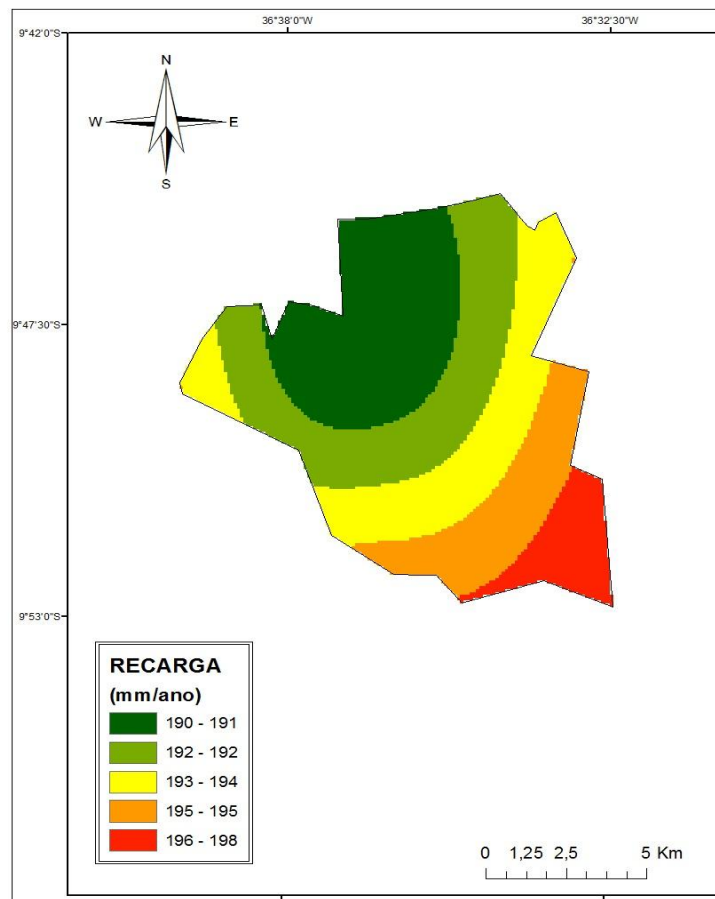 36°38'0"W 36°32'30"W
9°42'0"S
N
W E
S
9°47'30"S
9°53'0"S
RECARGA
(mm/ano)
190 - 191
192 - 192
193 - 194
195 - 195
196 - 198
0 1,25 2,5 5 Km